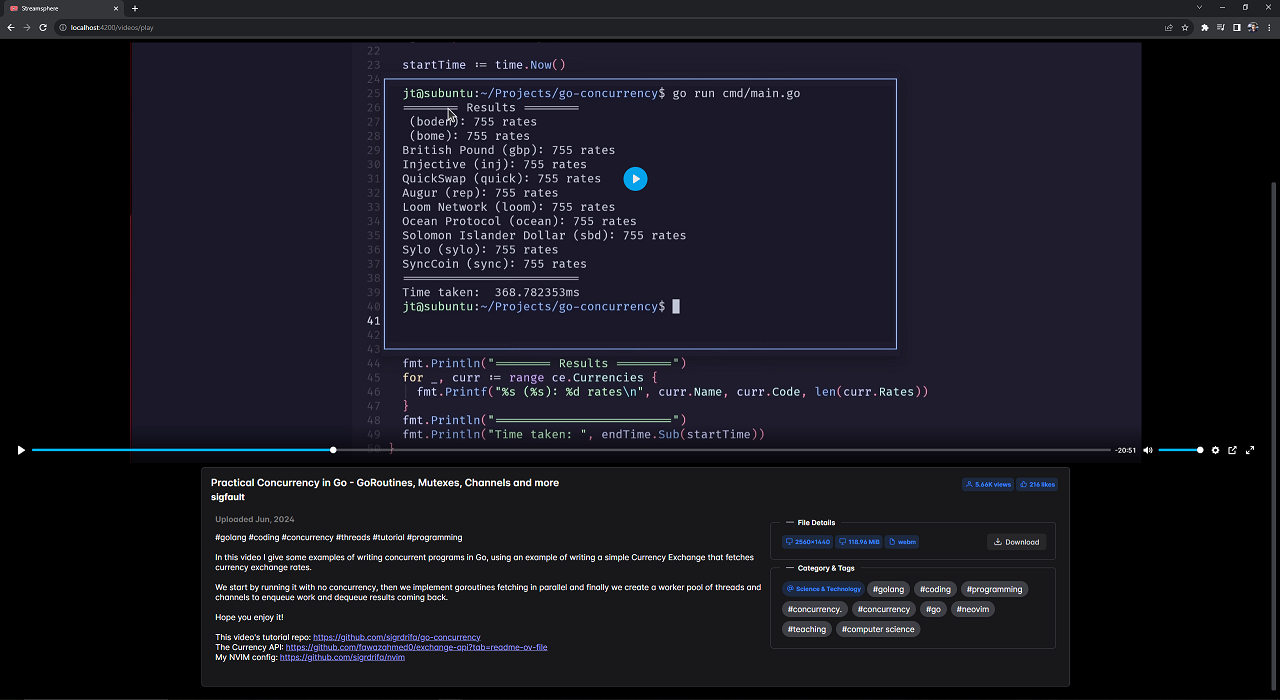 Streamsphere
localhost:4200/videos/play
22
23 startTime := time.Now()
24
25 jt@subuntu:~/Projects/go-concurrency$ go run cmd/main.go
26 ═══════ Results ═══════
27 (boden): 755 rates
28 (bome): 755 rates
29 British Pound (gbp): 755 rates
30 Injective (inj): 755 rates
31 QuickSwap (quick): 755 rates
32 Augur (rep): 755 rates
33 Loom Network (loom): 755 rates
34 Ocean Protocol (ocean): 755 rates
35 Solomon Islander Dollar (sbd): 755 rates
36 Sylo (sylo): 755 rates
37 SyncCoin (sync): 755 rates
38 ═══════════════════════
39 Time taken: 368.782353ms
40 jt@subuntu:~/Projects/go-concurrency$
41
42
43
44 fmt.Println("═══════ Results ═══════")
45 for _, curr := range ce.Currencies {
46 fmt.Printf("%s (%s): %d rates\n", curr.Name, curr.Code, len(curr.Rates))
47 }
48 fmt.Println("═══════════════════════")
49 fmt.Println("Time taken: ", endTime.Sub(startTime))
50 }
-20:51
Practical Concurrency in Go - GoRoutines, Mutexes, Channels and more
sigfault
5.66K views 216 likes
Uploaded Jun, 2024
#golang #coding #concurrency #threads #tutorial #programming
In this video I give some examples of writing concurrent programs in Go, using an example of writing a simple Currency Exchange that fetches
currency exchange rates.
We start by running it with no concurrency, then we implement goroutines fetching in parallel and finally we create a worker pool of threads and
channels to enqueue work and dequeue results coming back.
Hope you enjoy it!
This video's tutorial repo: https://github.com/sigrdrifa/go-concurrency
The Currency API: https://github.com/fawazahmed0/exchange-api?tab=readme-ov-file
My NVIM config: https://github.com/sigrdrifa/nvim
File Details
2560x1440 118.96 MiB webm Download
Category & Tags
Science & Technology #golang #coding #programming
#concurrency. #concurrency #go #neovim
#teaching #computer science